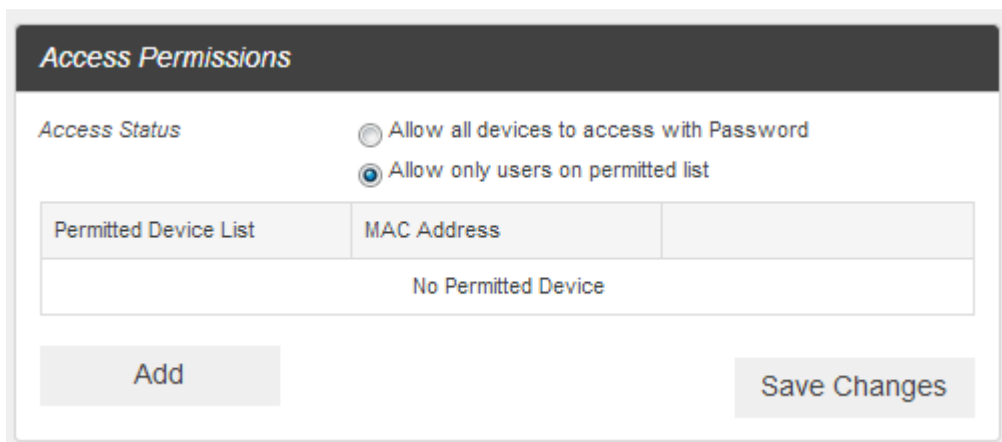 Access Permissions
Access Status
Allow all devices to access with Password
Allow only users on permitted list
Permitted Device List MAC Address
No Permitted Device
Add
Save Changes